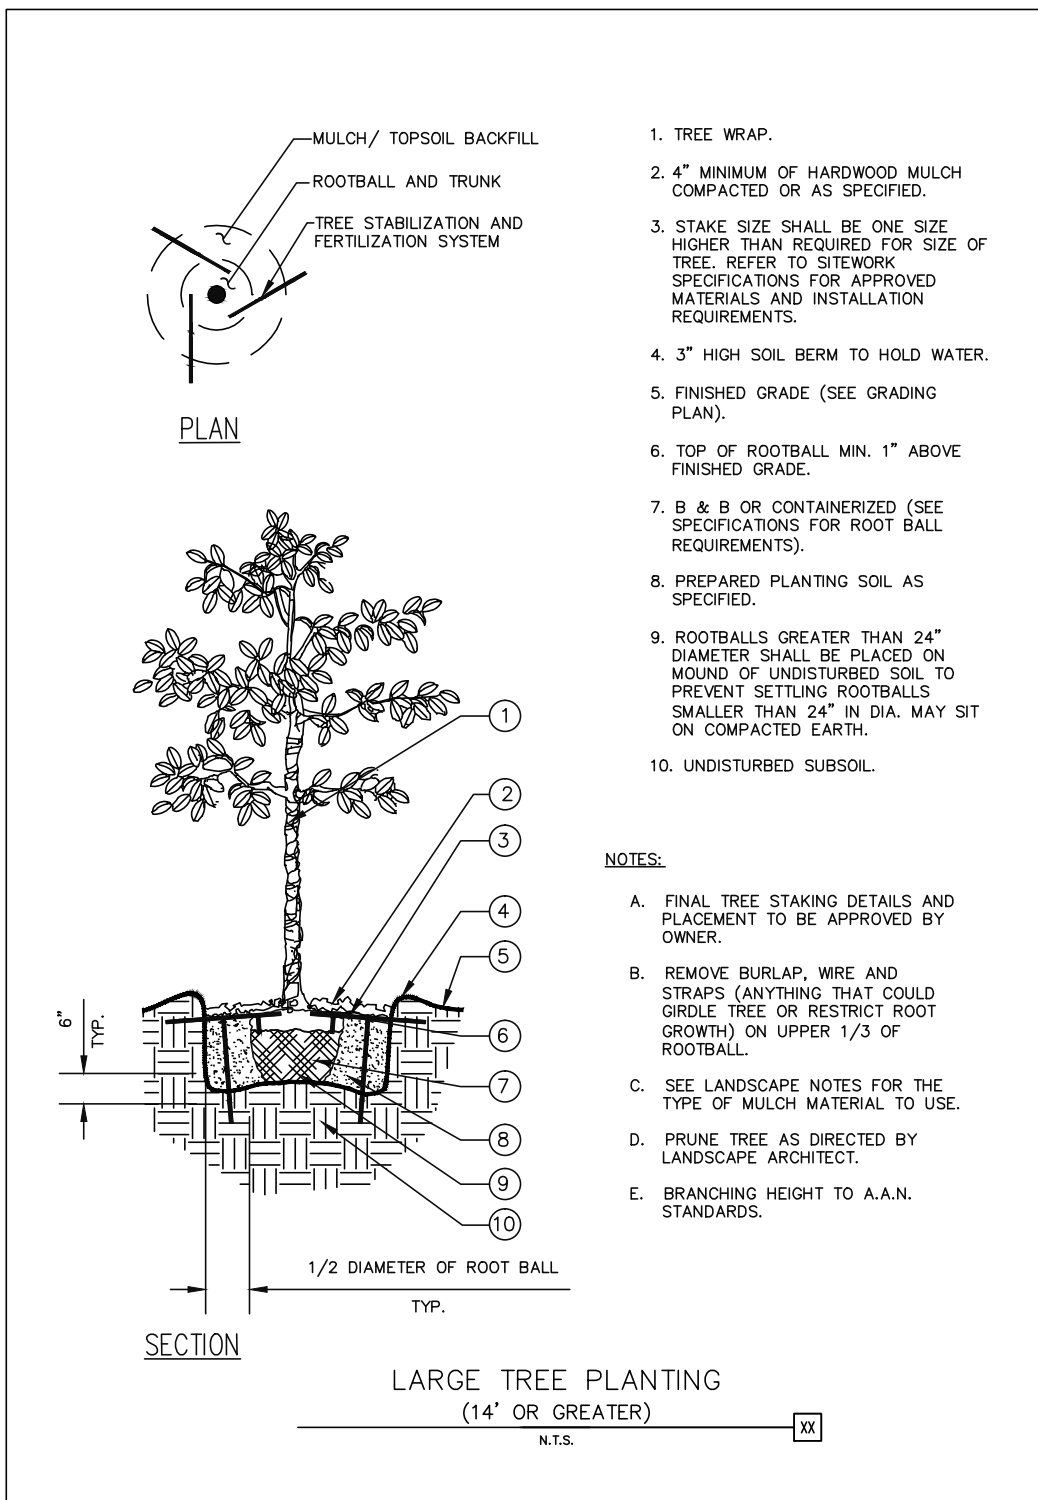 MULCH/ TOPSOIL BACKFILL
ROOTBALL AND TRUNK
TREE STABILIZATION AND
FERTILIZATION SYSTEM
PLAN
1. TREE WRAP.
2. 4" MINIMUM OF HARDWOOD MULCH
COMPACTED OR AS SPECIFIED.
3. STAKE SIZE SHALL BE ONE SIZE
HIGHER THAN REQUIRED FOR SIZE OF
TREE. REFER TO SITEWORK
SPECIFICATIONS FOR APPROVED
MATERIALS AND INSTALLATION
REQUIREMENTS.
4. 3" HIGH SOIL BERM TO HOLD WATER.
5. FINISHED GRADE (SEE GRADING
PLAN).
6. TOP OF ROOTBALL MIN. 1" ABOVE
FINISHED GRADE.
7. B & B OR CONTAINERIZED (SEE
SPECIFICATIONS FOR ROOT BALL
REQUIREMENTS).
8. PREPARED PLANTING SOIL AS
SPECIFIED.
9. ROOTBALLS GREATER THAN 24"
DIAMETER SHALL BE PLACED ON
MOUND OF UNDISTURBED SOIL TO
PREVENT SETTLING ROOTBALLS
SMALLER THAN 24" IN DIA. MAY SIT
ON COMPACTED EARTH.
10. UNDISTURBED SUBSOIL.
1
2
3
4
5
6
7
8
9
10
6"
TYP.
1/2 DIAMETER OF ROOT BALL
TYP.
SECTION
NOTES:
A. FINAL TREE STAKING DETAILS AND
PLACEMENT TO BE APPROVED BY
OWNER.
B. REMOVE BURLAP, WIRE AND
STRAPS (ANYTHING THAT COULD
GIRDLE TREE OR RESTRICT ROOT
GROWTH) ON UPPER 1/3 OF
ROOTBALL.
C. SEE LANDSCAPE NOTES FOR THE
TYPE OF MULCH MATERIAL TO USE.
D. PRUNE TREE AS DIRECTED BY
LANDSCAPE ARCHITECT.
E. BRANCHING HEIGHT TO A.A.N.
STANDARDS.
LARGE TREE PLANTING
(14' OR GREATER)
N.T.S.
XX